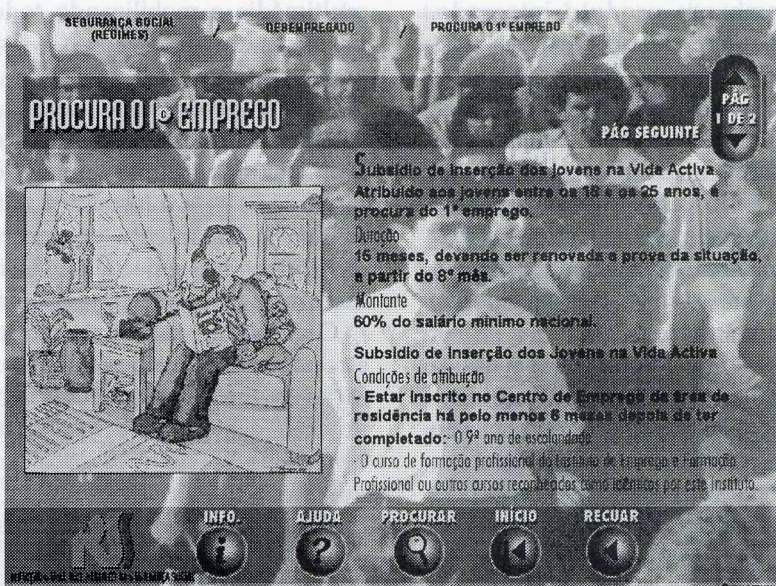 SEGURANÇA SOCIAL
(REGIMES)
/ DESEMPREGADO / PROCURA O 1º EMPREGO
PROCURA O 1º EMPREGO
PÁG SEGUINTE
PÁG
1 DE 2
Subsídio de Inserção dos Jovens na Vida Activa
Atribuído aos jovens entre os 18 e os 25 anos, é
procura do 1º emprego.
Duração
15 meses, devendo ser renovada a prova da situação,
a partir do 8º mês.
Montante
60% do salário mínimo nacional.
Subsídio de Inserção dos Jovens na Vida Activa
Condições de atribuição
- Estar inscrito no Centro de Emprego da área de
residência há pelo menos 6 meses depois de ter
completado:- O 9º ano de escolaridade
- O curso de formação profissional do Instituto de Emprego e Formação
Profissional ou outros cursos reconhecidos como idênticos por este Instituto.
INFO. AJUDA PROCURAR INÍCIO RECUAR